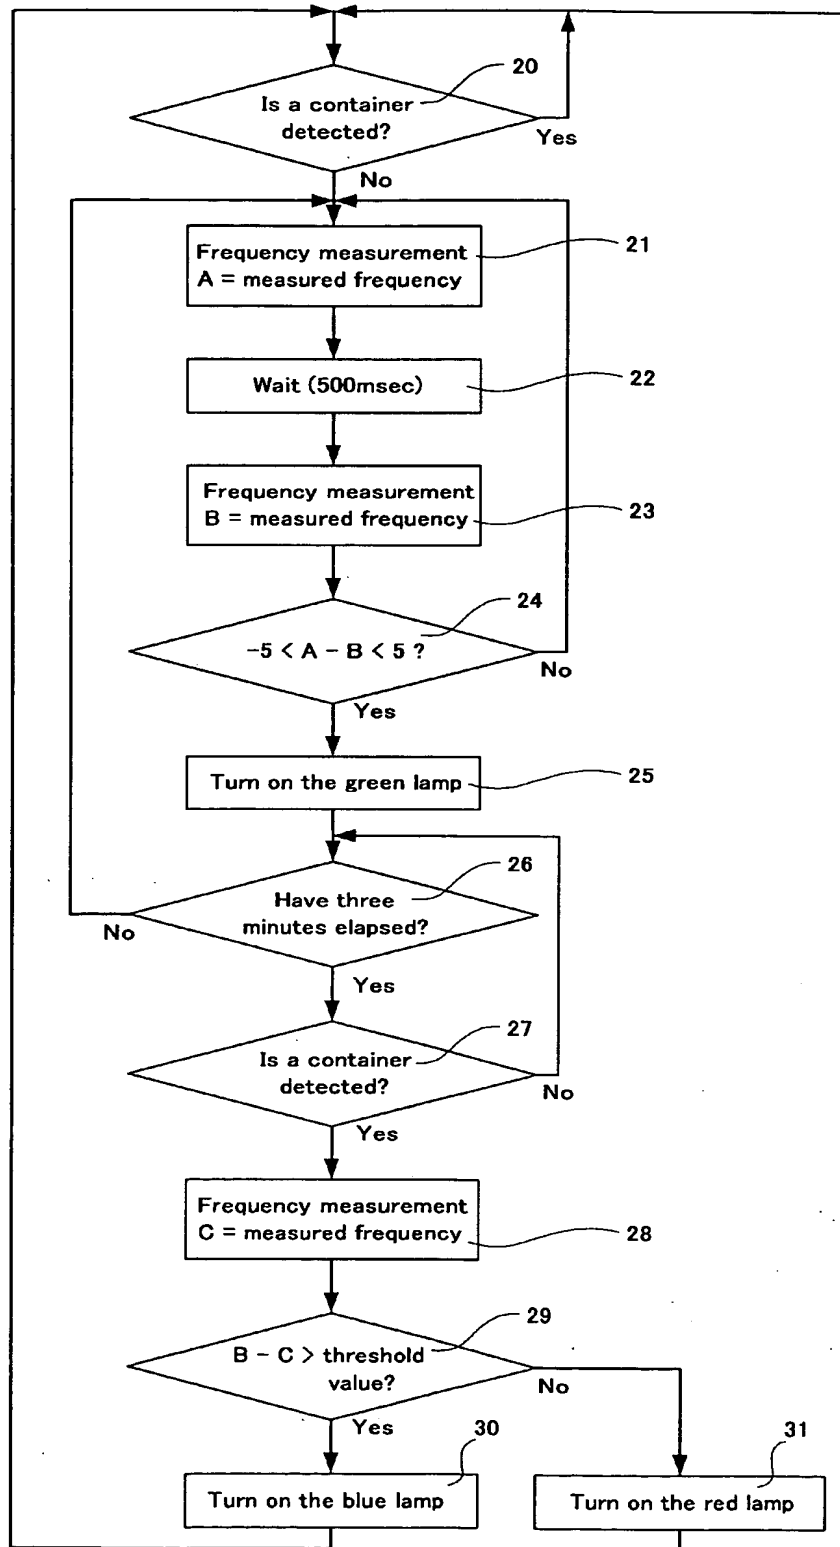 20
Is a container
detected?
Yes
No
21
Frequency measurement
A = measured frequency
22
Wait (500msec)
Frequency measurement
B = measured frequency
23
24
-5 < A - B < 5 ?
No
Yes
Turn on the green lamp
25
26
Have three
minutes elapsed?
No
Yes
27
Is a container
detected?
No
Yes
Frequency measurement
C = measured frequency
28
29
B - C > threshold
value?
No
Yes
30
31
Turn on the blue lamp
Turn on the red lamp